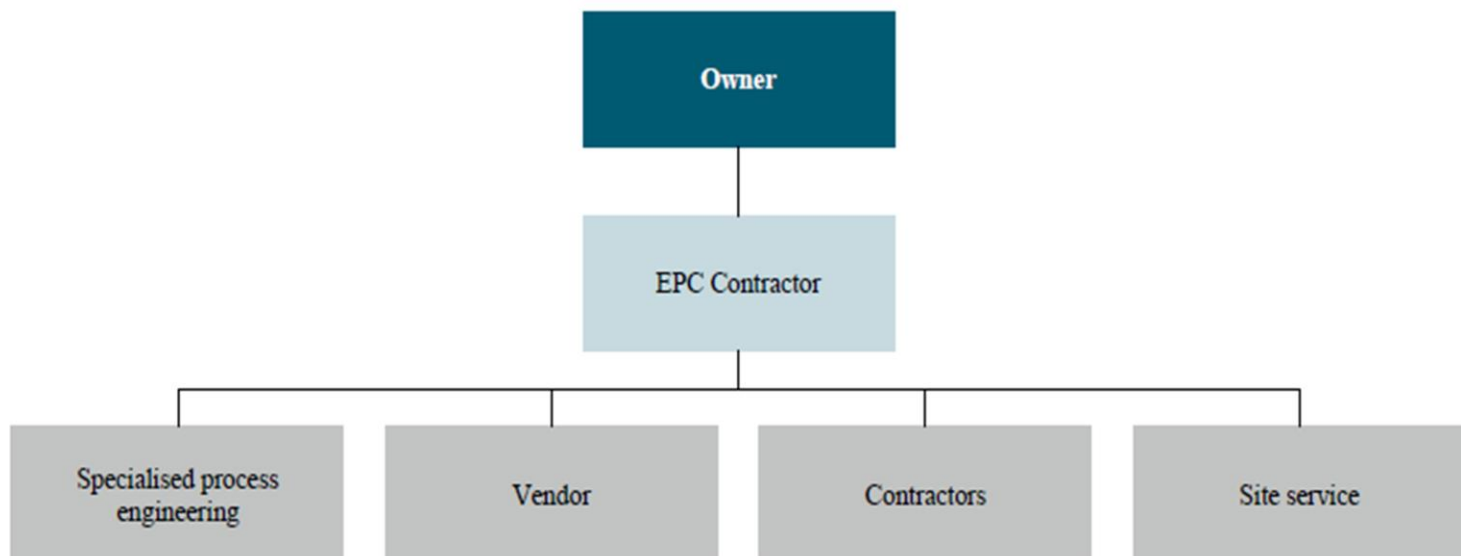 Owner
EPC Contractor
Specialised process
engineering
Vendor
Contractors
Site service